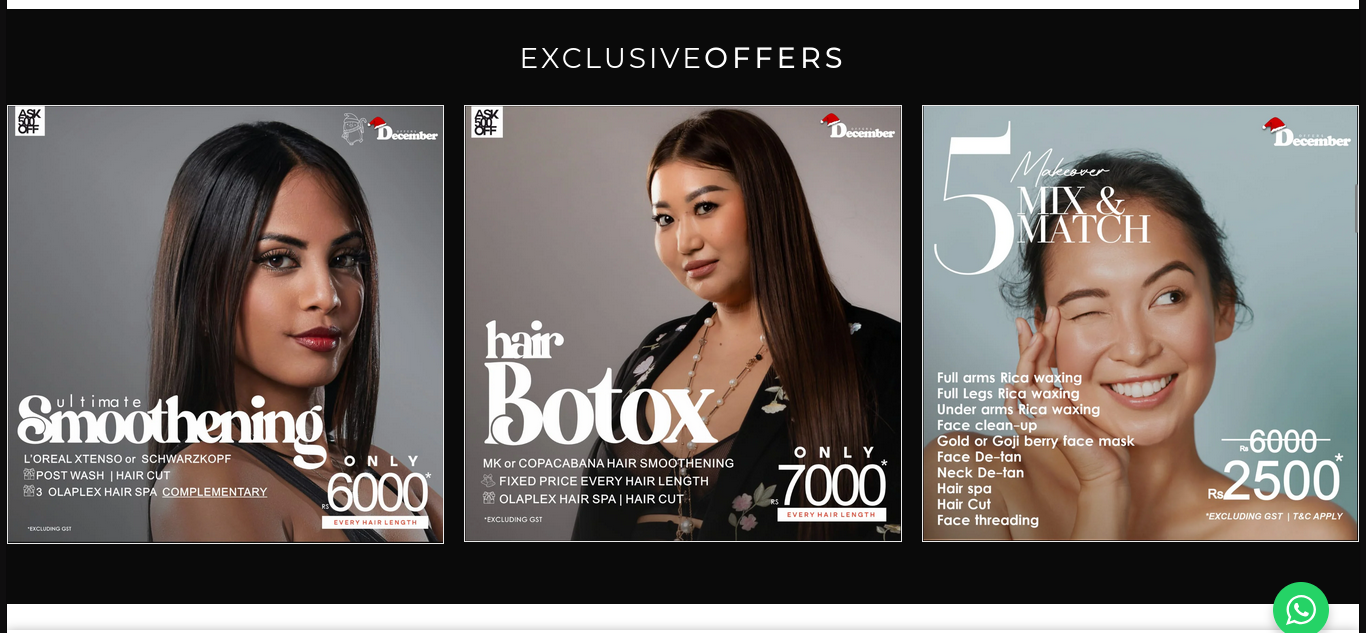 EXCLUSIVEOFFERS
ASK
500
OFF
December
ultimate
Smoothening
L'OREAL XTENSO or SCHWARZKOPF
POST WASH | HAIR CUT
3 OLAPLEX HAIR SPA COMPLEMENTARY
ONLY
RS 6000*
EVERY HAIR LENGTH
*EXCLUDING GST
ASK
500
OFF
December
hair
Botox
MK or COPACABANA HAIR SMOOTHENING
FIXED PRICE EVERY HAIR LENGTH
OLAPLEX HAIR SPA | HAIR CUT
ONLY
RS 7000*
EVERY HAIR LENGTH
*EXCLUDING GST
December
5 Makeover
MIX &
MATCH
Full arms Rica waxing
Full Legs Rica waxing
Under arms Rica waxing
Face clean-up
Gold or Goji berry face mask
Face De-tan
Neck De-tan
Hair spa
Hair Cut
Face threading
Rs 6000
Rs 2500*
*EXCLUDING GST | T&C APPLY